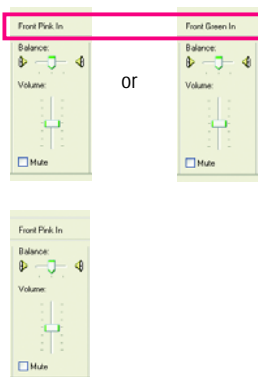 Front Pink In
Front Green In
Balance:
Balance:
or
Volume:
Volume:
Mute
Mute
Front Pink In
Balance:
Volume:
Mute